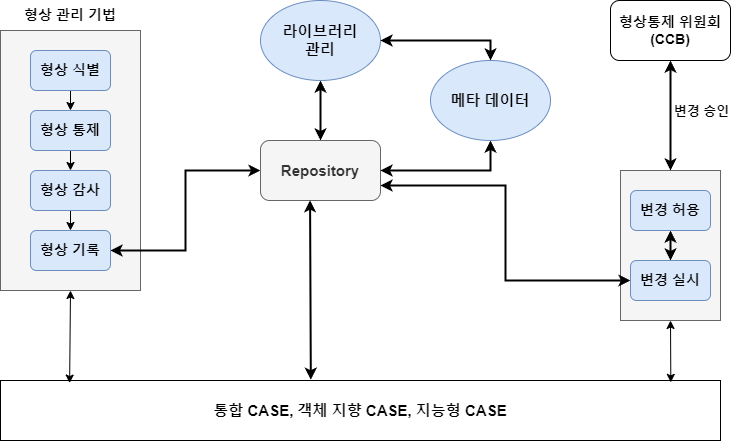 형상 관리 기법
형상 식별
형상 통제
형상 감사
형상 기록
라이브러리
관리
메타 데이터
Repository
형상통제 위원회
(CCB)
변경 승인
변경 허용
변경 실시
통합 CASE, 객체 지향 CASE, 지능형 CASE